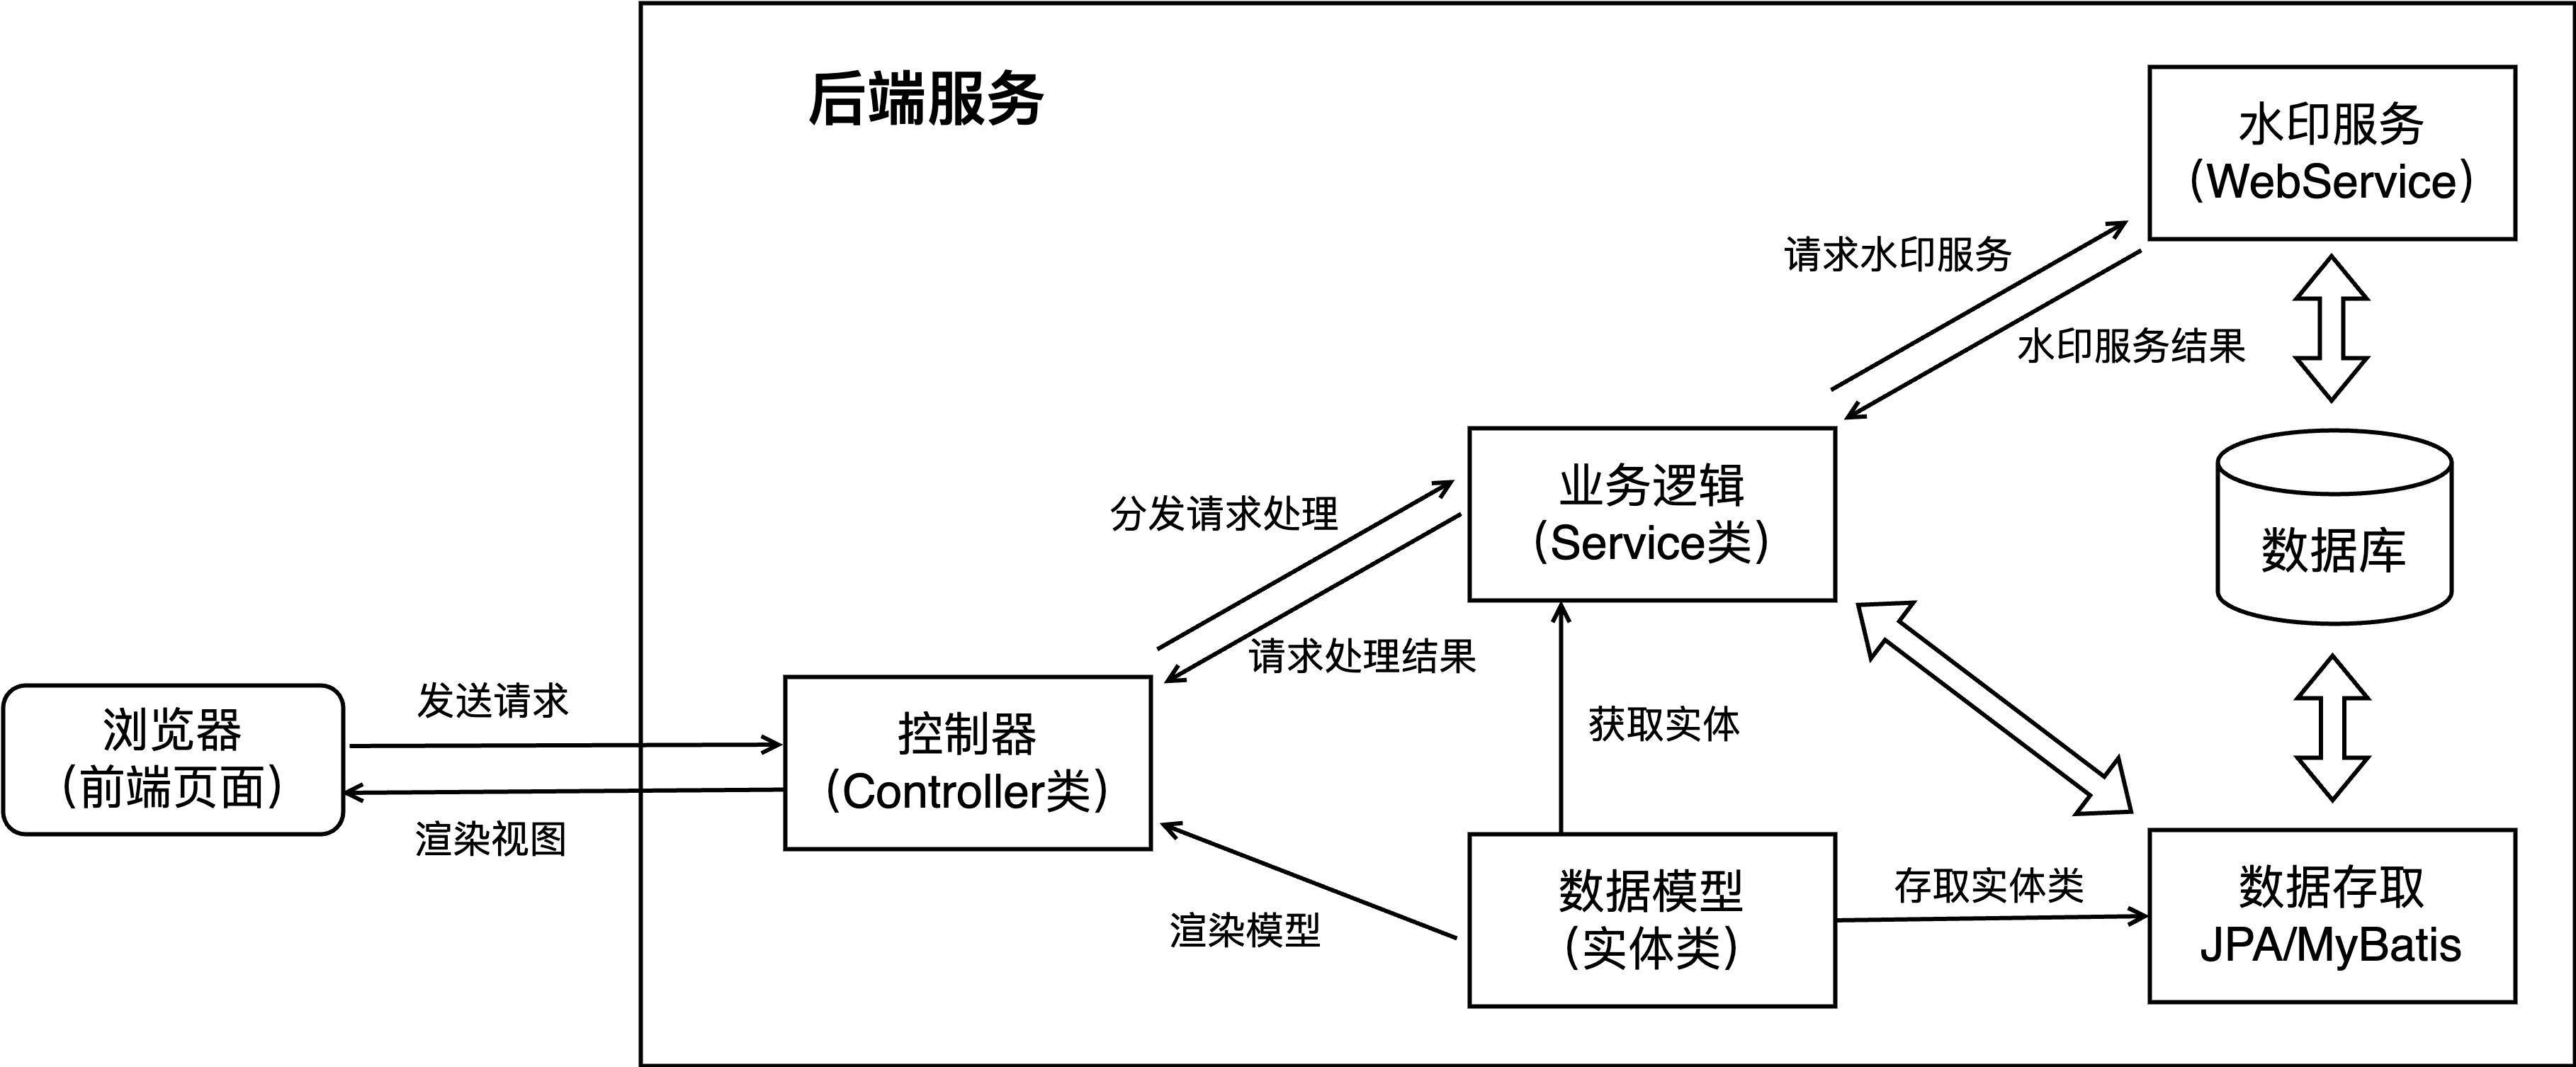 后端服务
水印服务
(WebService)
请求水印服务
水印服务结果
业务逻辑
(Service类)
分发请求处理
请求处理结果
数据库
浏览器
(前端页面)
发送请求
渲染视图
控制器
(Controller类)
获取实体
渲染模型
数据模型
(实体类)
存取实体类
数据存取
JPA/MyBatis